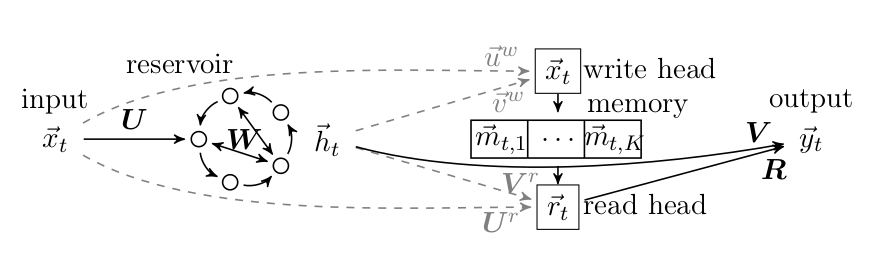 input
$\vec{x}_t$
$\boldsymbol{U}$
reservoir
$\boldsymbol{W}$
$\vec{h}_t$
$\vec{u}^w$
$\vec{v}^w$
$\vec{x}_t$ write head
memory
$\vec{m}_{t,1}$ ⋯ $\vec{m}_{t,K}$
$\boldsymbol{V}^r$
$\boldsymbol{U}^r$
$\vec{r}_t$ read head
$\boldsymbol{V}$
$\boldsymbol{R}$
output
$\vec{y}_t$